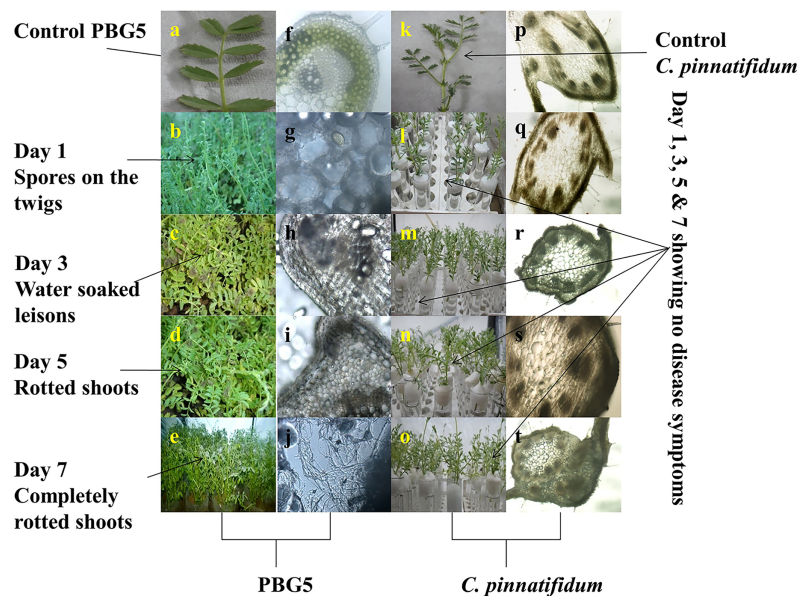 Control PBG5
a
f
k
p
Control
C. pinnatifidum
Day 1
Spores on the
twigs
b
g
l
q
Day 3
Water soaked
leisons
c
h
m
r
Day 5
Rotted shoots
d
i
n
s
Day 7
Completely
rotted shoots
e
j
o
t
Day 1, 3, 5 & 7 showing no disease symptoms
PBG5
C. pinnatifidum